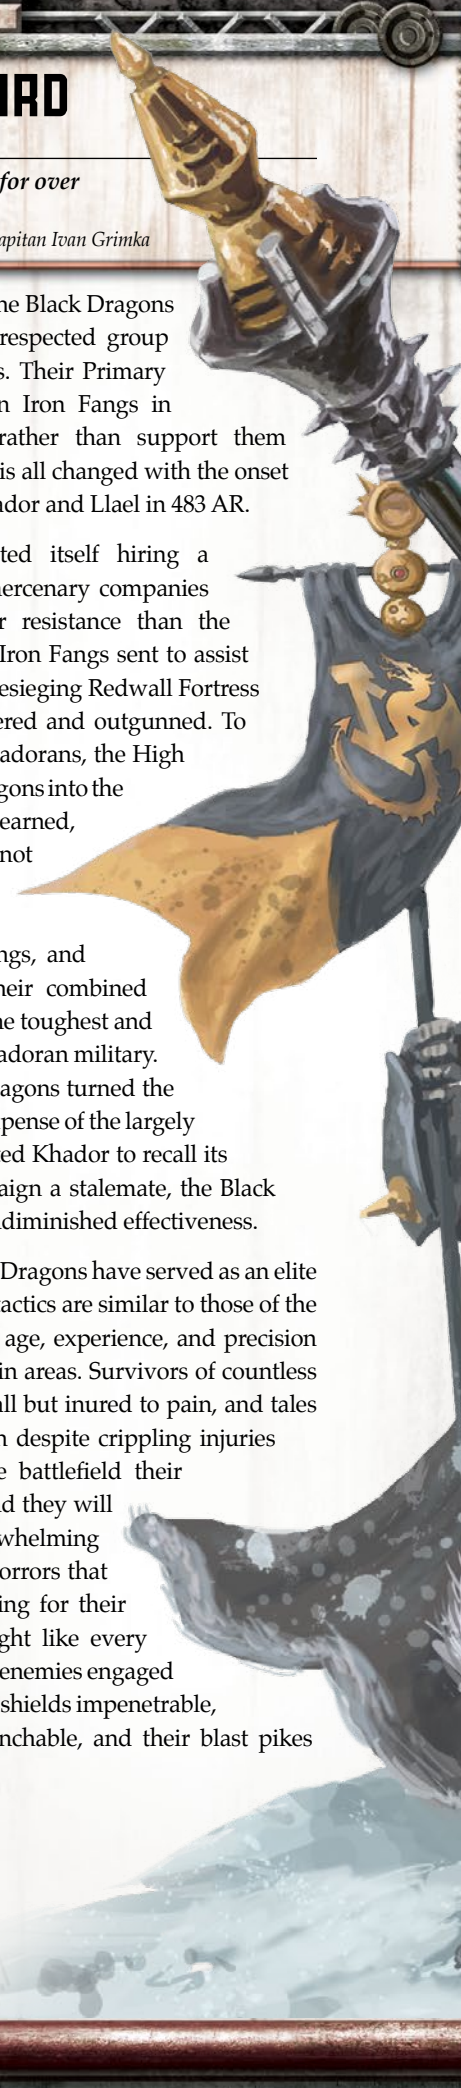 IRD
for over
apitan Ivan Grimka
he Black Dragons
respected group
s. Their Primary
n Iron Fangs in
rather than support them
is all changed with the onset
ador and Llael in 483 AR.
ted itself hiring a
ercenary companies
r resistance than the
Iron Fangs sent to assist
esieging Redwall Fortress
ered and outgunned. To
adorans, the High
gons into the
earned,
not
ngs, and
heir combined
he toughest and
adoran military.
ragons turned the
pense of the largely
ed Khador to recall its
aign a stalemate, the Black
diminished effectiveness.
Dragons have served as an elite
tactics are similar to those of the
age, experience, and precision
in areas. Survivors of countless
all but inured to pain, and tales
n despite crippling injuries
e battlefield their
d they will
whelming
orrors that
ing for their
ght like every
enemies engaged
shields impenetrable,
nchable, and their blast pikes